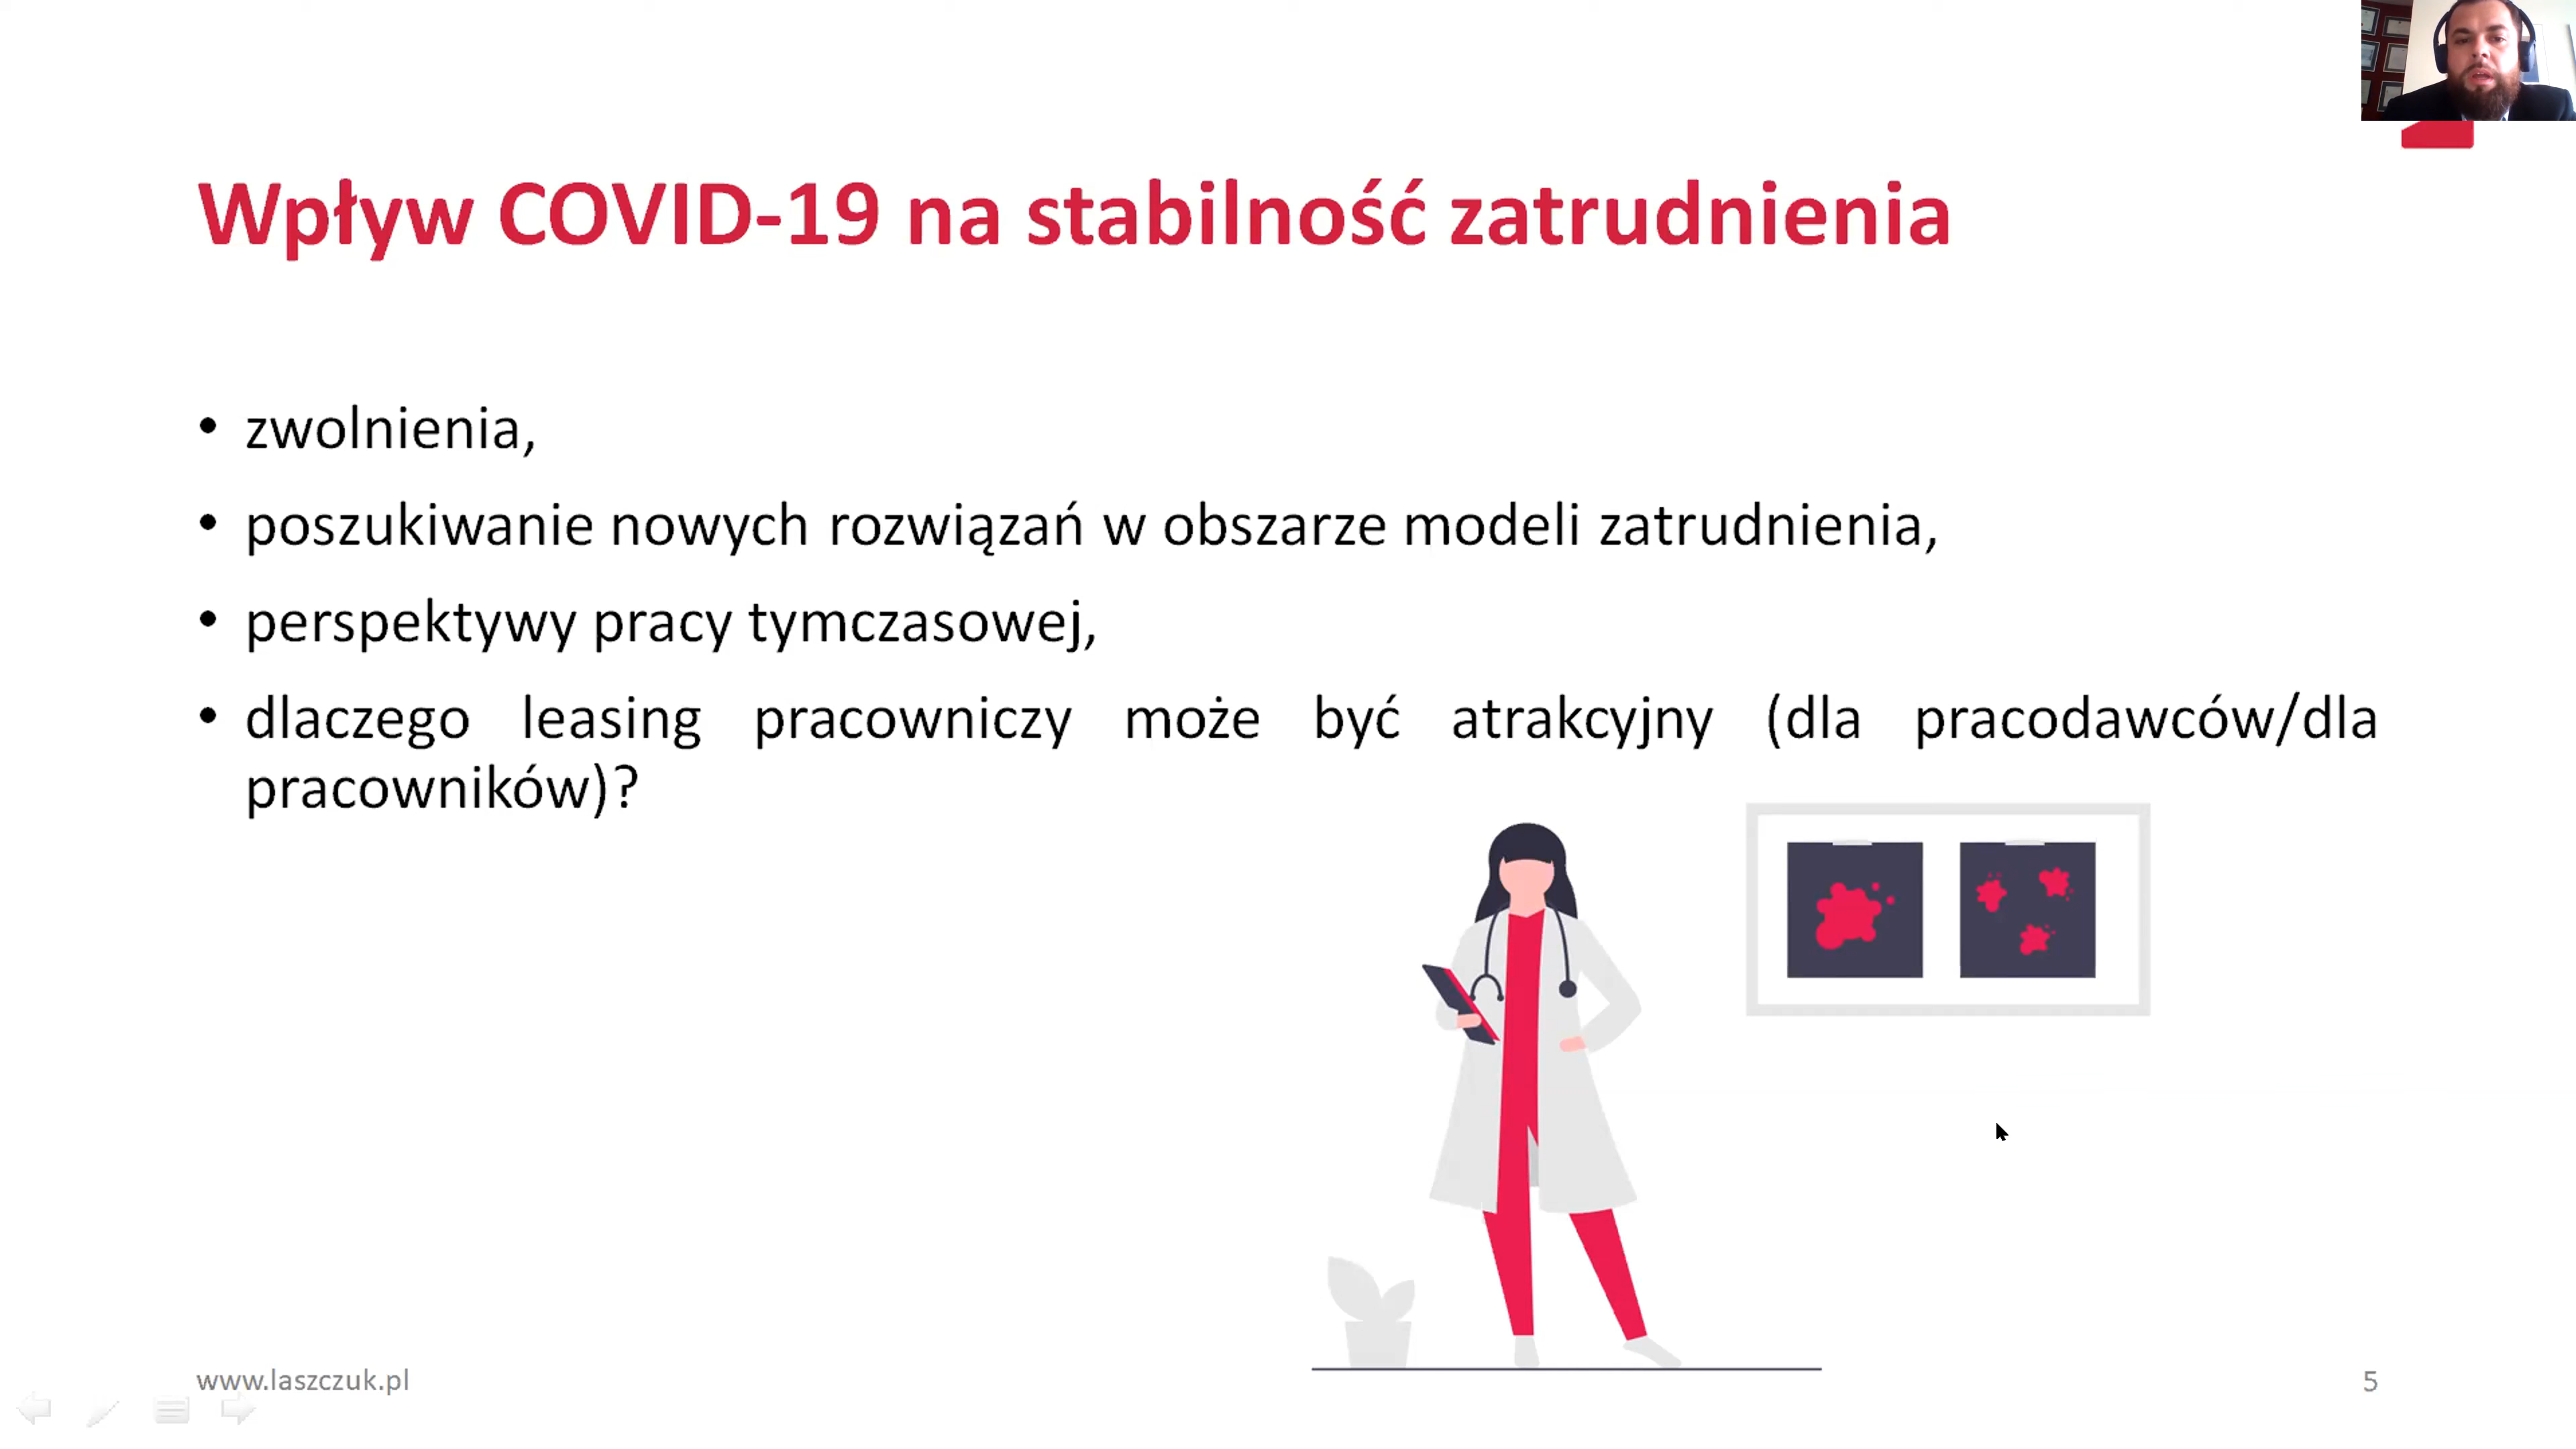 Wpływ COVID-19 na stabilność zatrudnienia
• zwolnienia,
• poszukiwanie nowych rozwiązań w obszarze modeli zatrudnienia,
• perspektywy pracy tymczasowej,
• dlaczego leasing pracowniczy może być atrakcyjny (dla pracodawców/dla
pracowników)?
www.laszczuk.pl
5